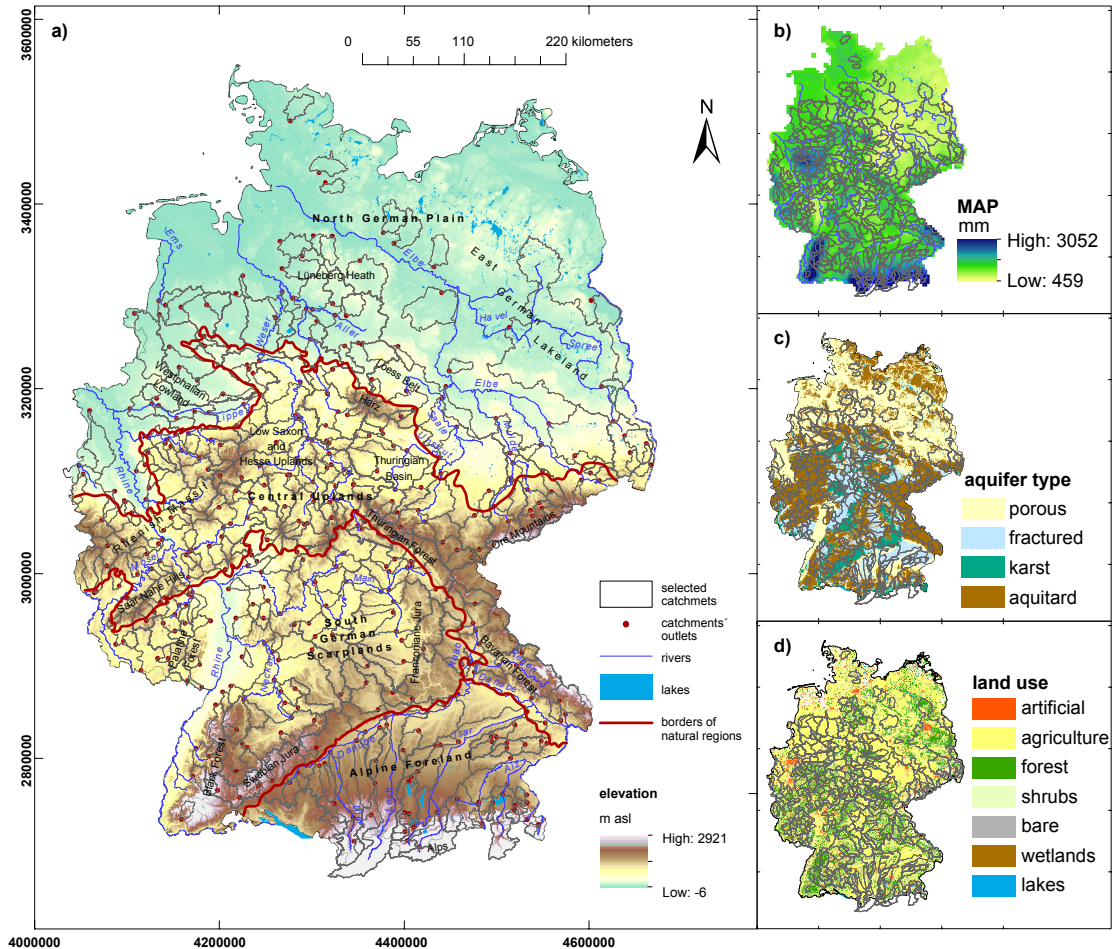 a)
0 55 110 220 kilometers
N
3600000
3400000
3200000
3000000
2800000
4000000 4200000 4400000 4600000
North German Plain
Ems
Elbe
East
German
Lakeland
Lüneberg Heath
Weser
Aller
Havel
Spree
Westphalian
Lowland
Loess Belt
Elbe
Lippe
Harz
Saale
Mulde
Low Saxon
and
Hesse Uplands
Thuringian
Basin
Rhine
Central Uplands
Rhenish Massif
Thuringian Forest
Ore Mountains
Saar-Nahe Hills
Main
Palatine
Forest
South
German
Scarplands
Rhine
Neckar
Bavarian Forest
Danube
Black Forest
Swabian Jura
Danube
Isar
Alpine Foreland
Lech
Alps
selected
catchmets
catchments´
outlets
rivers
lakes
borders of
natural regions
elevation
m asl
High: 2921
Low: -6
b)
MAP
mm
High: 3052
Low: 459
c)
aquifer type
porous
fractured
karst
aquitard
d)
land use
artificial
agriculture
forest
shrubs
bare
wetlands
lakes